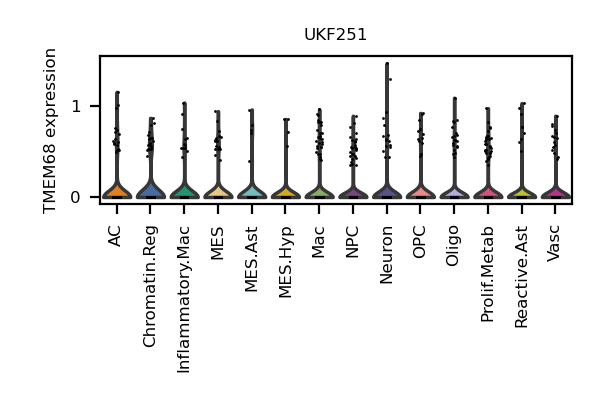 UKF251
TMEM68 expression
1
0
AC
Chromatin.Reg
Inflammatory.Mac
MES
MES.Ast
MES.Hyp
Mac
NPC
Neuron
OPC
Oligo
Prolif.Metab
Reactive.Ast
Vasc